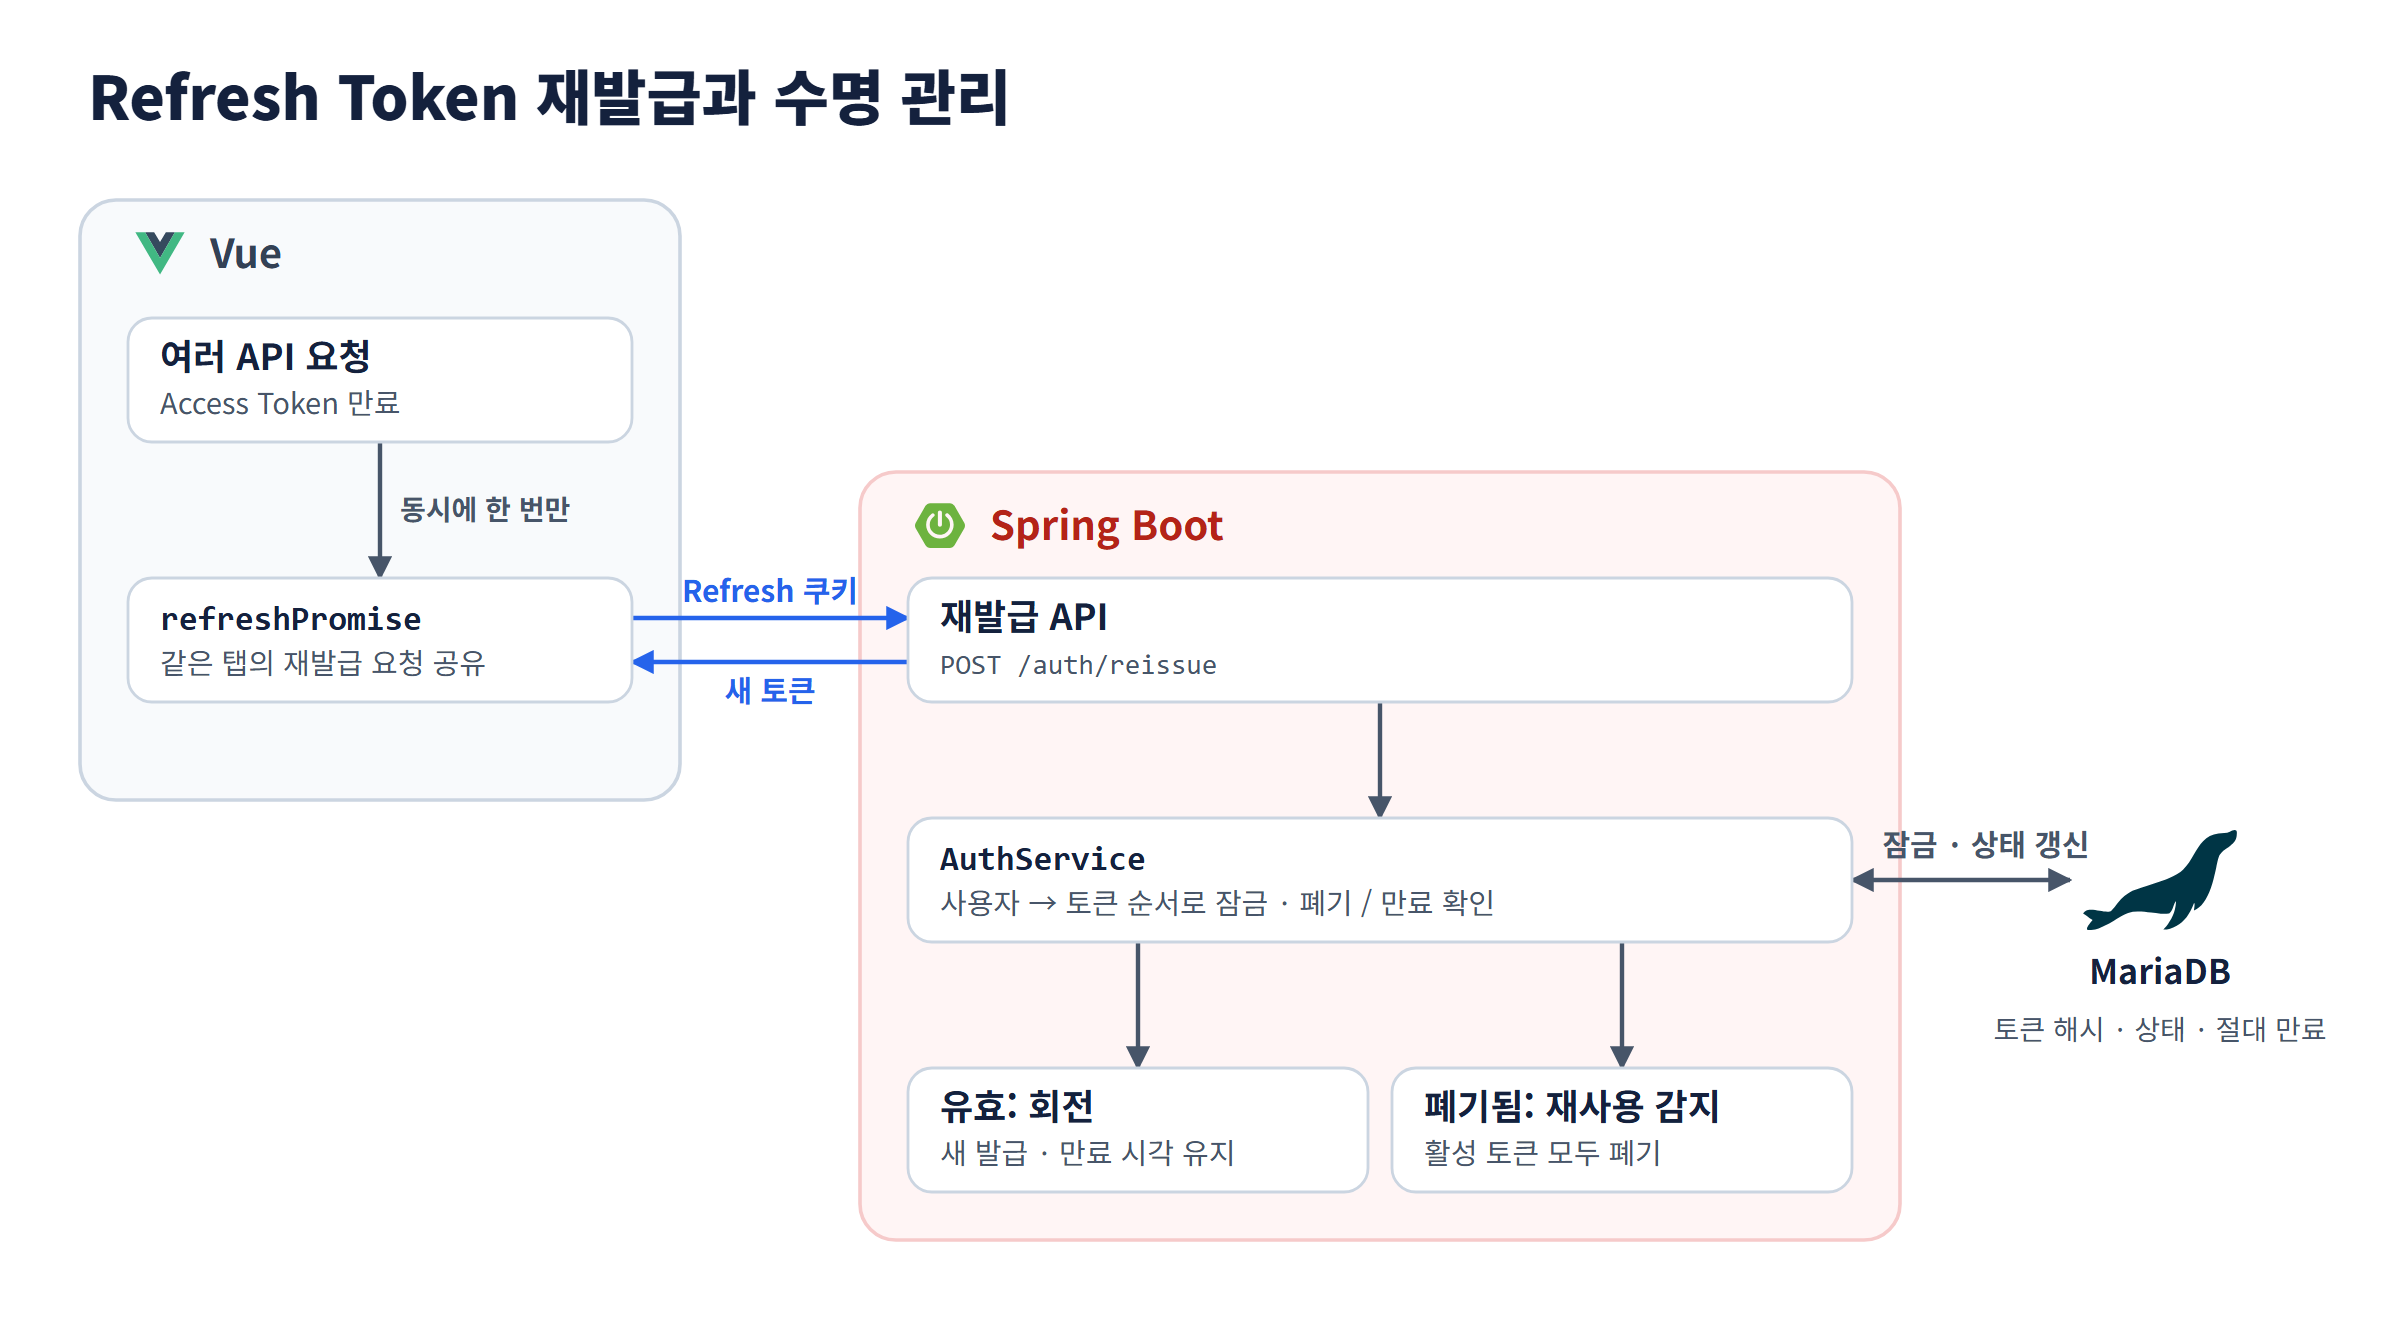 Refresh Token 재발급과 수명 관리
Vue
여러 API 요청
Access Token 만료
동시에 한 번만
refreshPromise
같은 탭의 재발급 요청 공유
Refresh 쿠키
새 토큰
Spring Boot
재발급 API
POST /auth/reissue
AuthService
사용자 → 토큰 순서로 잠금 · 폐기 / 만료 확인
잠금 · 상태 갱신
MariaDB
토큰 해시 · 상태 · 절대 만료
유효: 회전
새 발급 · 만료 시각 유지
폐기됨: 재사용 감지
활성 토큰 모두 폐기